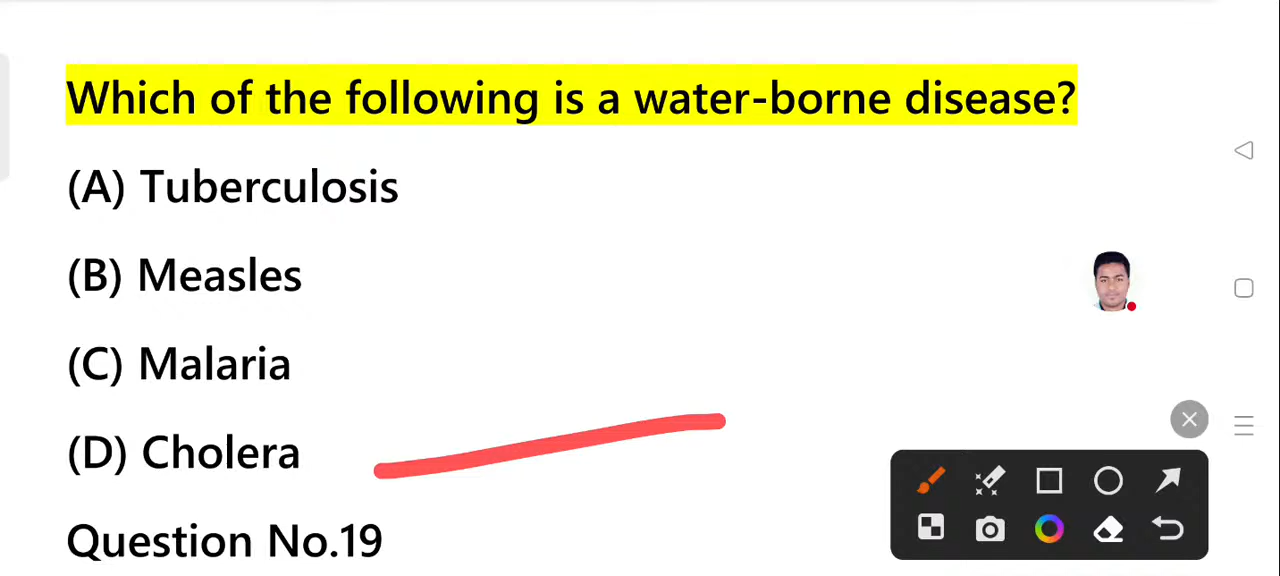 Which of the following is a water-borne disease?
(A) Tuberculosis
(B) Measles
(C) Malaria
(D) Cholera
Question No.19